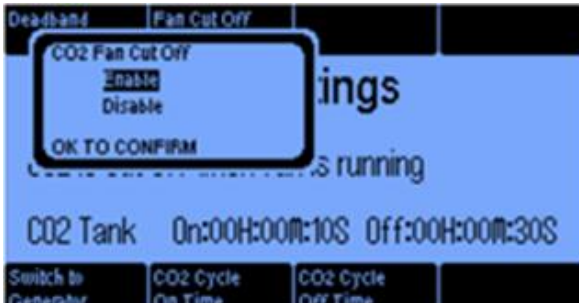 Deadband Fan Cut Off
CO2 Fan Cut Off
Enable
Disable
OK TO CONFIRM
ings
running
CO2 Tank On:00H:00M:10S Off:00H:00M:30S
Switch to CO2 Cycle CO2 Cycle
Generator On Time Off Time